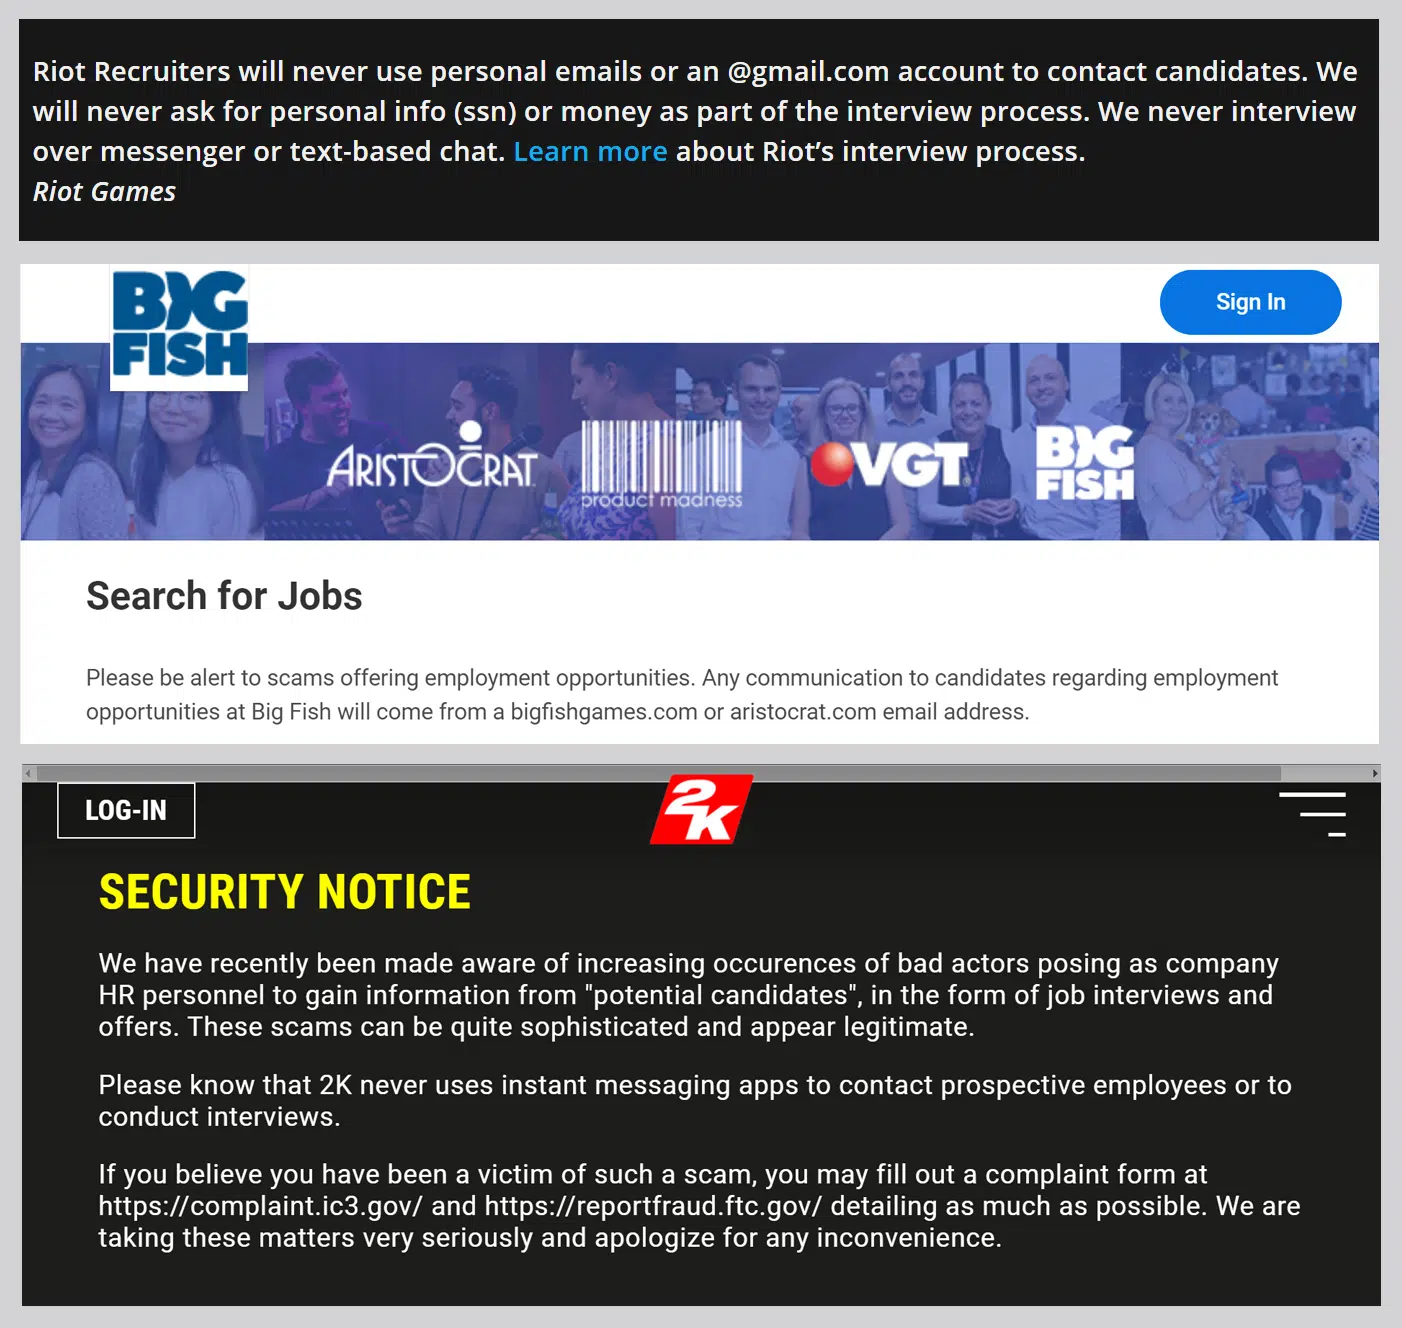 Riot Recruiters will never use personal emails or an @gmail.com account to contact candidates. We
will never ask for personal info (ssn) or money as part of the interview process. We never interview
over messenger or text-based chat. Learn more about Riot’s interview process.
Riot Games
BIG
FISH
Sign In
ARISTOCRAT
product madness
VGT
BIG
FISH
Search for Jobs
Please be alert to scams offering employment opportunities. Any communication to candidates regarding employment
opportunities at Big Fish will come from a bigfishgames.com or aristocrat.com email address.
LOG-IN
2K
SECURITY NOTICE
We have recently been made aware of increasing occurences of bad actors posing as company
HR personnel to gain information from "potential candidates", in the form of job interviews and
offers. These scams can be quite sophisticated and appear legitimate.
Please know that 2K never uses instant messaging apps to contact prospective employees or to
conduct interviews.
If you believe you have been a victim of such a scam, you may fill out a complaint form at
https://complaint.ic3.gov/ and https://reportfraud.ftc.gov/ detailing as much as possible. We are
taking these matters very seriously and apologize for any inconvenience.